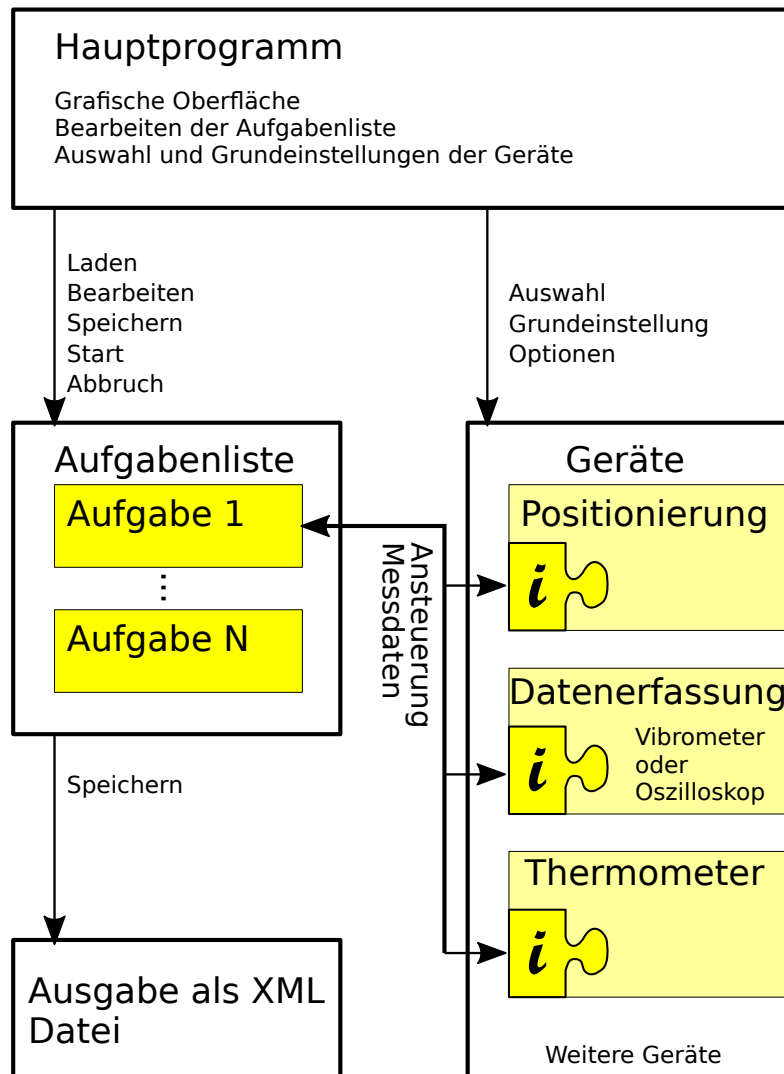 Hauptprogramm
Grafische Oberfläche
Bearbeiten der Aufgabenliste
Auswahl und Grundeinstellungen der Geräte
Laden
Bearbeiten
Speichern
Start
Abbruch
Auswahl
Grundeinstellung
Optionen
Aufgabenliste
Aufgabe 1
⋮
Aufgabe N
Ansteuerung
Messdaten
Geräte
Positionierung
i
Datenerfassung
i
Vibrometer
oder
Oszilloskop
Thermometer
i
Weitere Geräte
Speichern
Ausgabe als XML
Datei